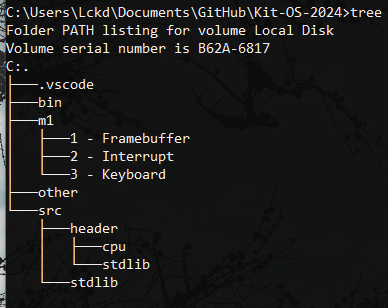 C:\Users\Lckd\Documents\GitHub\Kit-OS-2024>tree
Folder PATH listing for volume Local Disk
Volume serial number is B62A-6817
C:.
├───.vscode
├───bin
├───m1
│   ├───1 - Framebuffer
│   ├───2 - Interrupt
│   └───3 - Keyboard
├───other
└───src
    ├───header
    │   ├───cpu
    │   └───stdlib
    └───stdlib